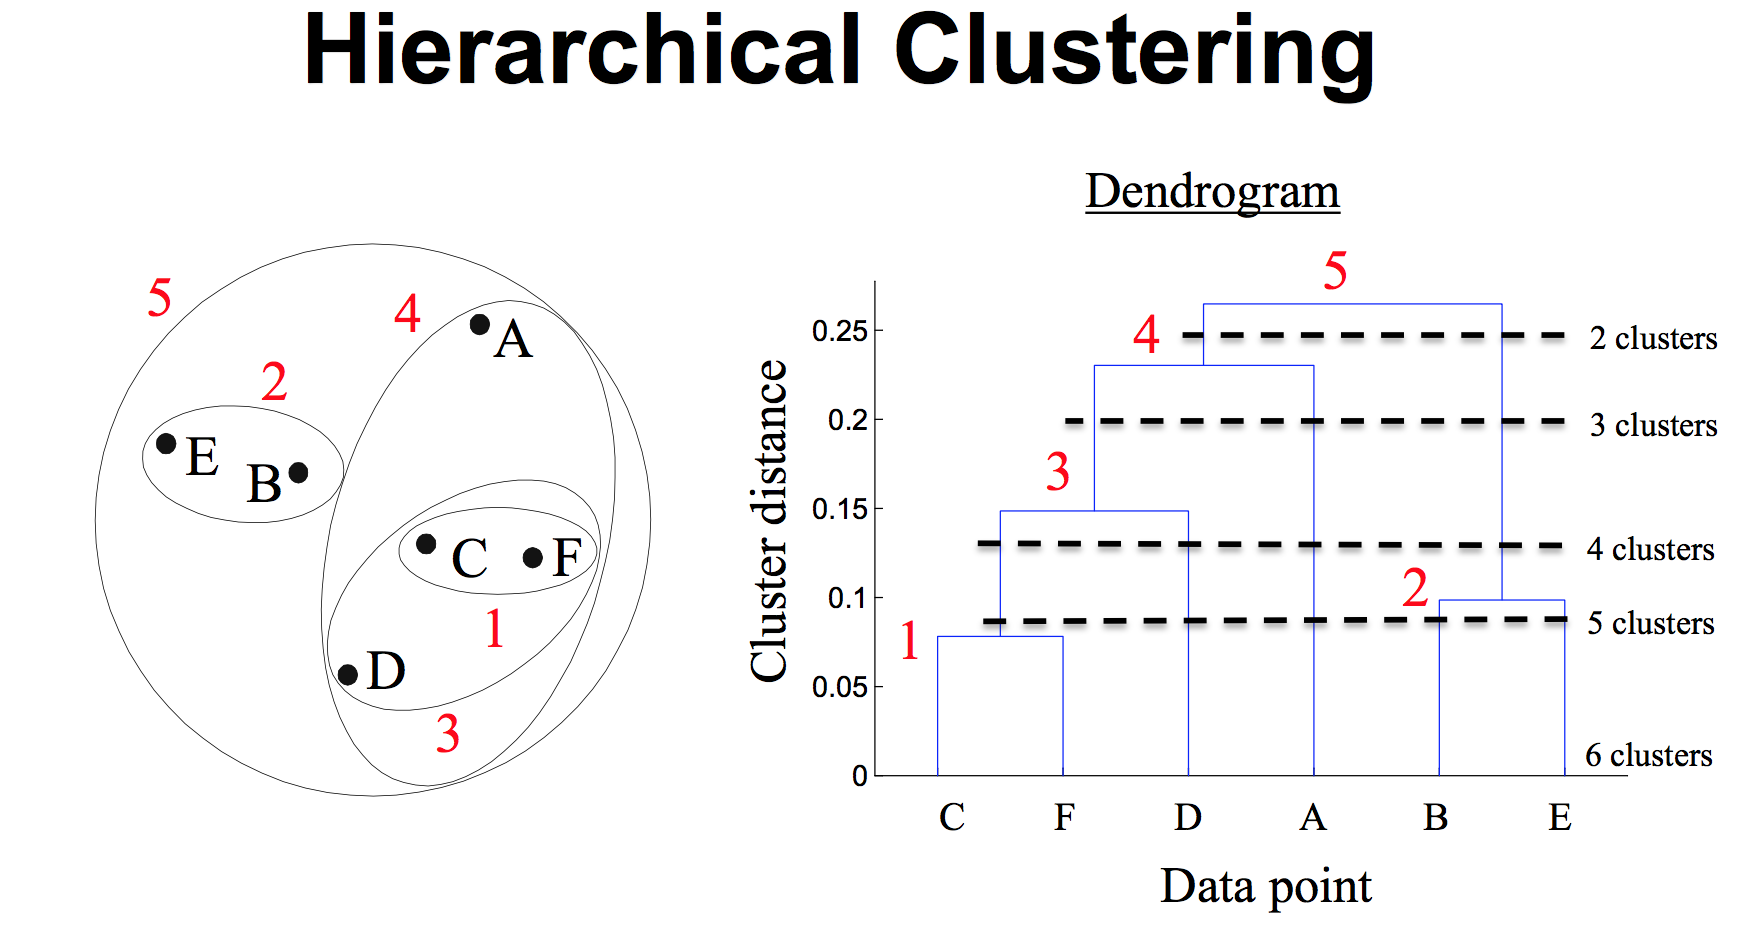 Hierarchical Clustering
5
4
A
2
E
B
C
F
1
D
3
Dendrogram
5
4
3
2
1
Cluster distance
0.25
0.2
0.15
0.1
0.05
0
2 clusters
3 clusters
4 clusters
5 clusters
6 clusters
C F D A B E
Data point